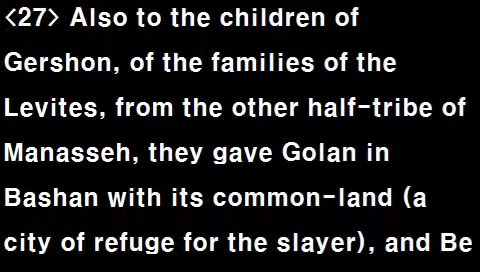 <27> Also to the children of
Gershon, of the families of the
Levites, from the other half-tribe of
Manasseh, they gave Golan in
Bashan with its common-land (a
city of refuge for the slayer), and Be